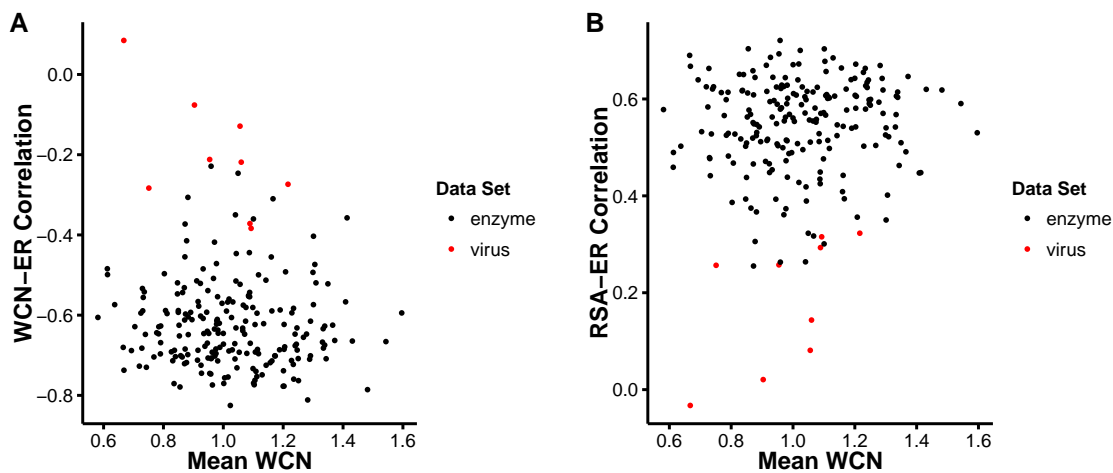 A
WCN−ER Correlation
0.0
−0.2
−0.4
−0.6
−0.8
0.6 0.8 1.0 1.2 1.4 1.6
Mean WCN
Data Set
enzyme
virus
B
RSA−ER Correlation
0.6
0.4
0.2
0.0
0.6 0.8 1.0 1.2 1.4 1.6
Mean WCN
Data Set
enzyme
virus